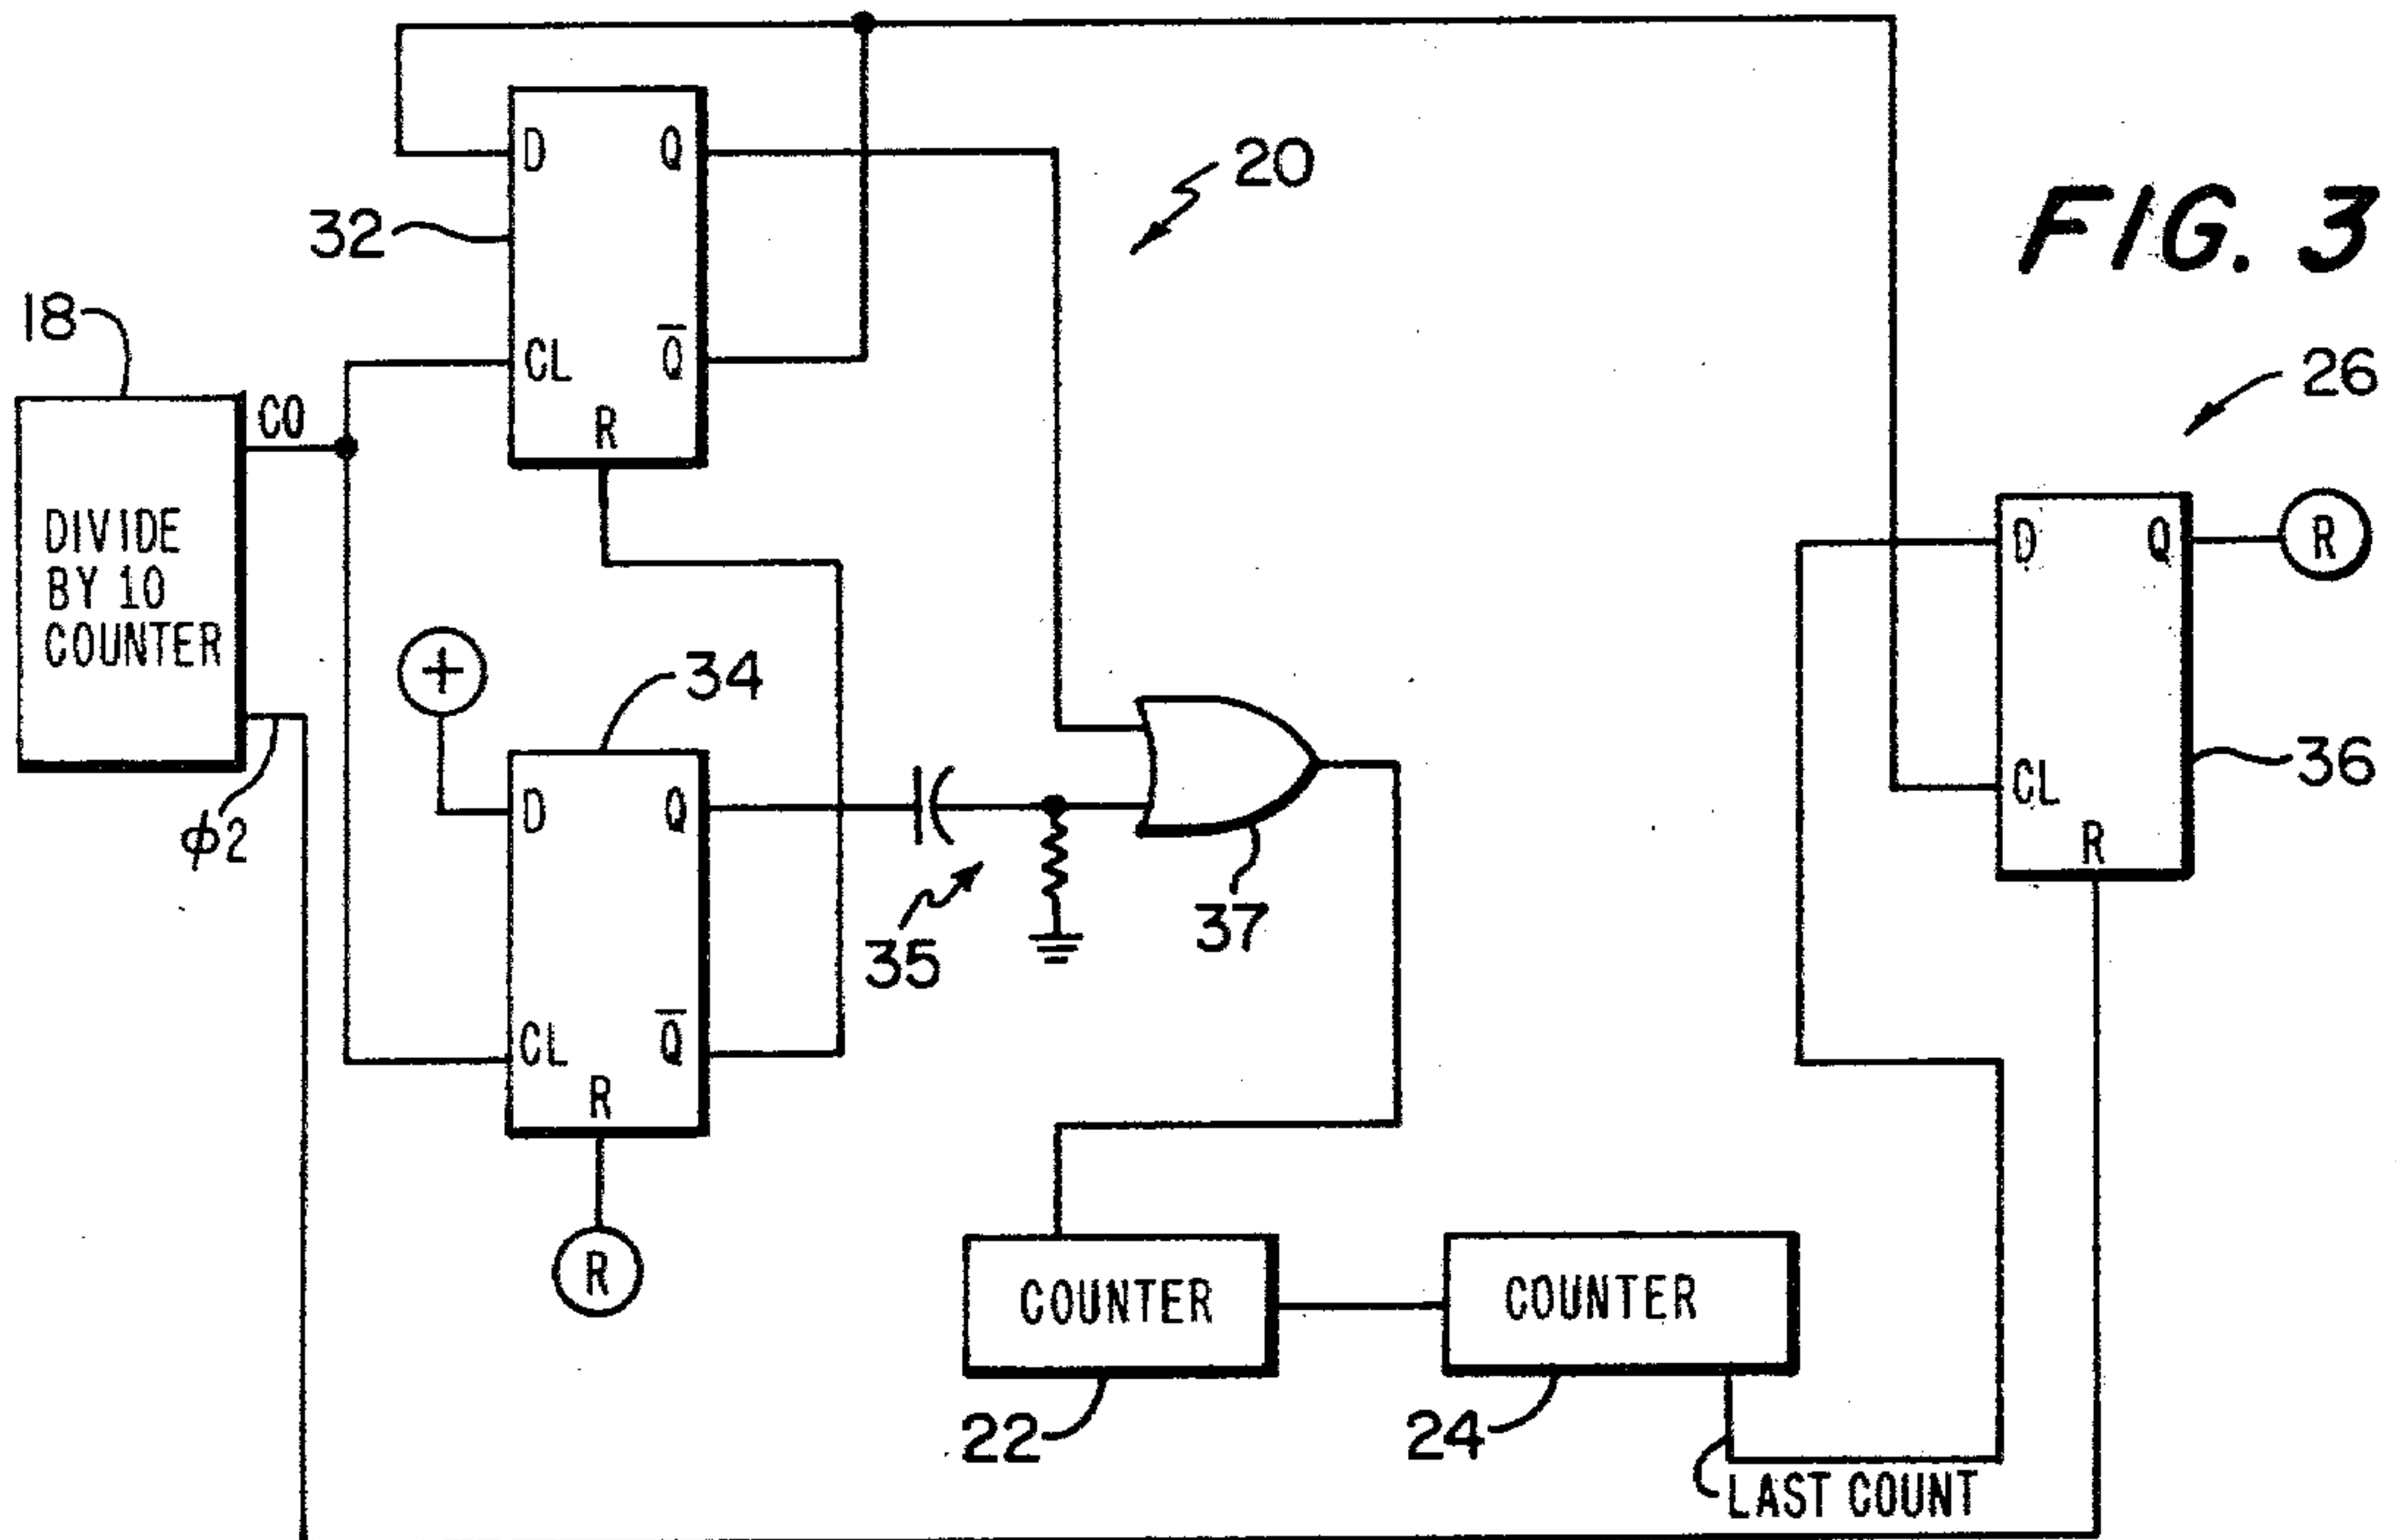 FIG. 3
20
D
Q
32
18
CL
Q̅
R
CO
26
DIVIDE
BY 10
COUNTER
D
Q
R
+
34
36
CL
R
D
Q
ϕ2
37
35
CL
Q̅
R
R
COUNTER
COUNTER
22
24
LAST COUNT